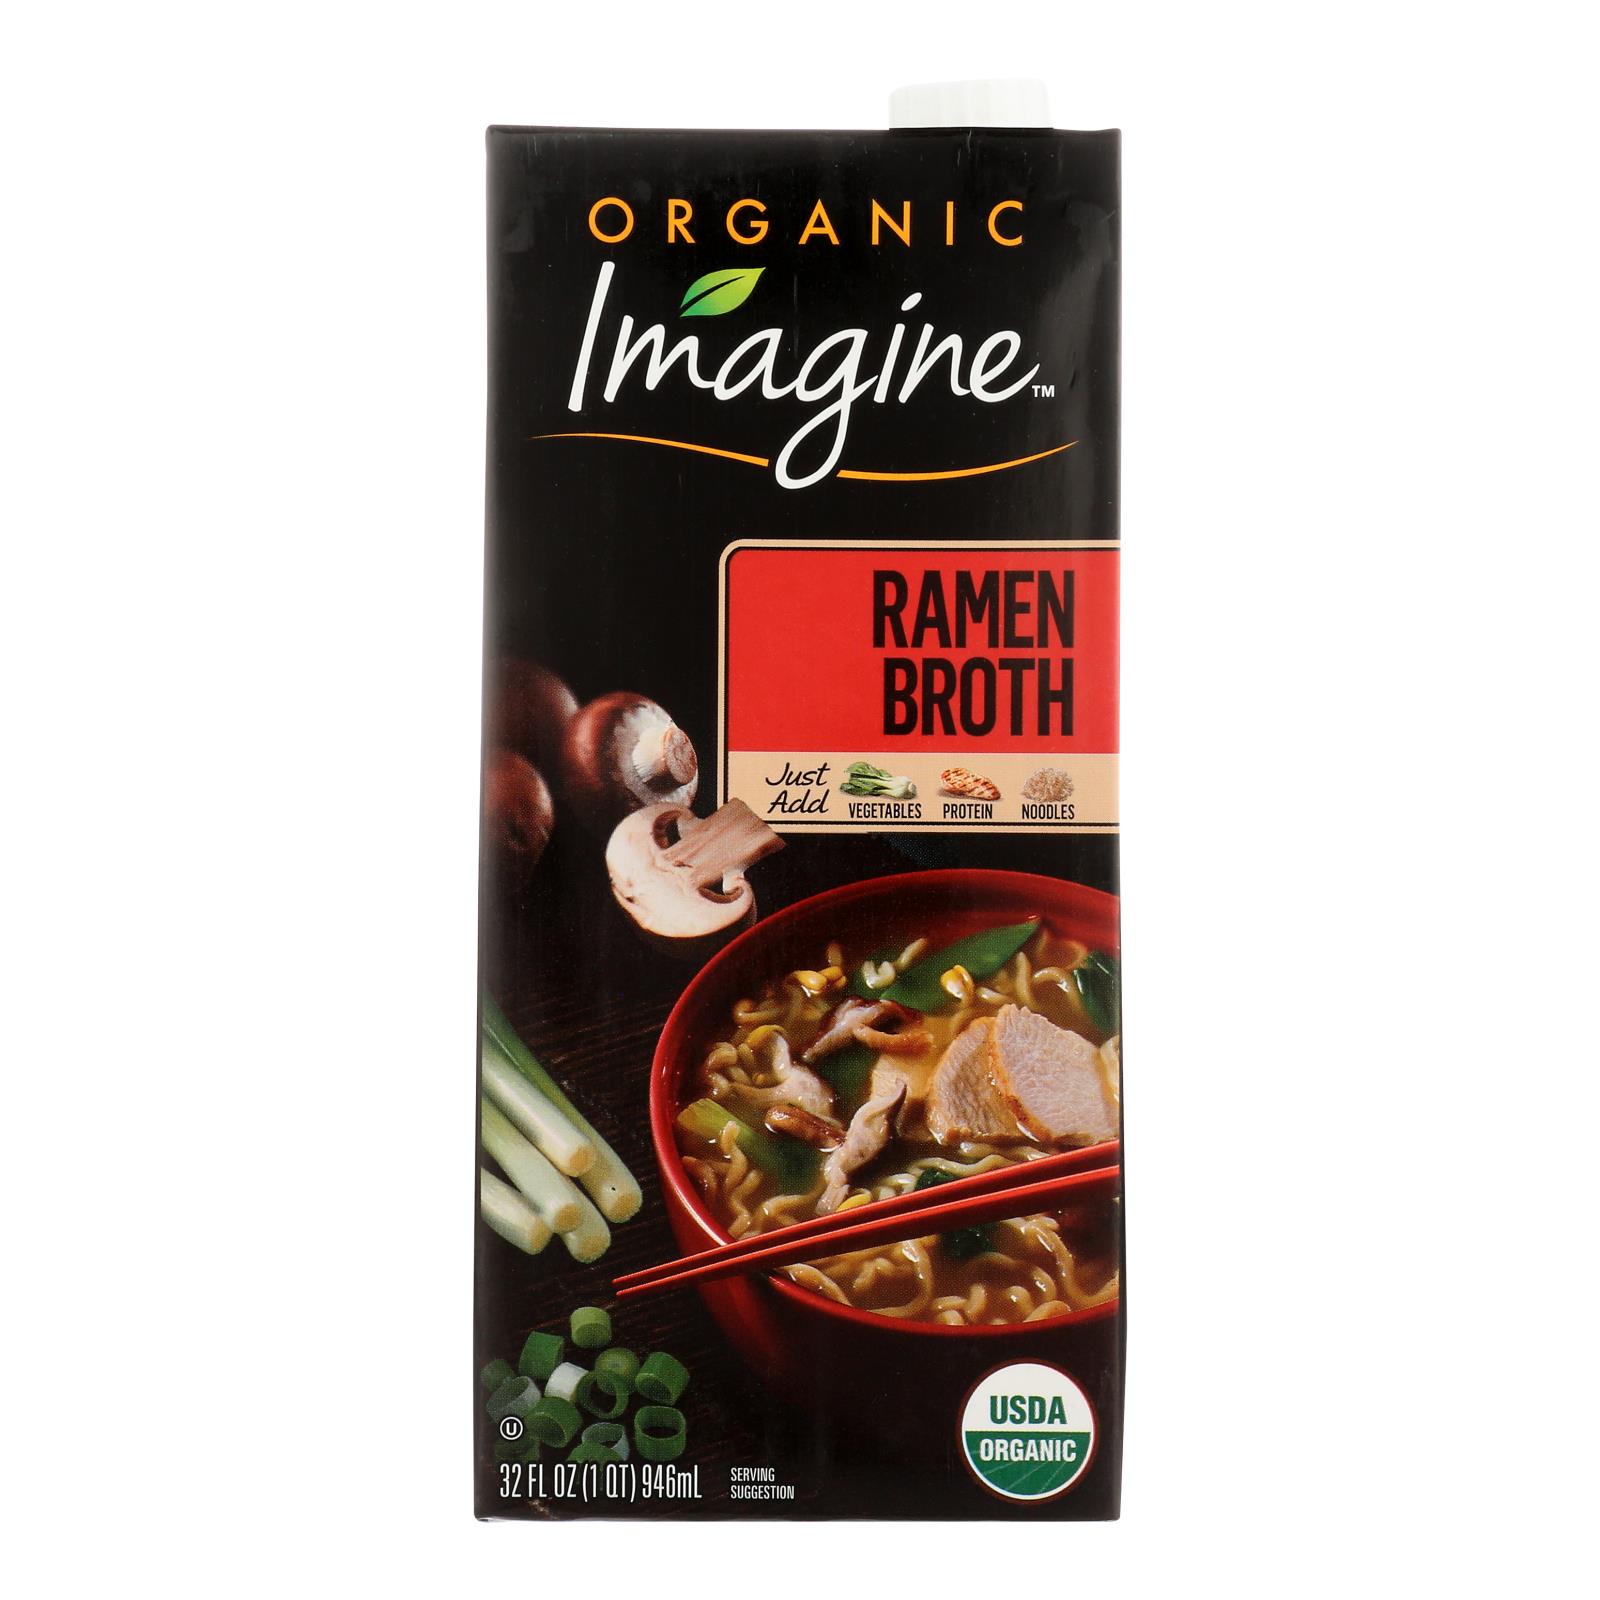 ORGANIC
Imagine™
RAMEN
BROTH
Just
Add
VEGETABLES PROTEIN NOODLES
USDA
ORGANIC
U
32 FL OZ (1 QT) 946mL
SERVING
SUGGESTION